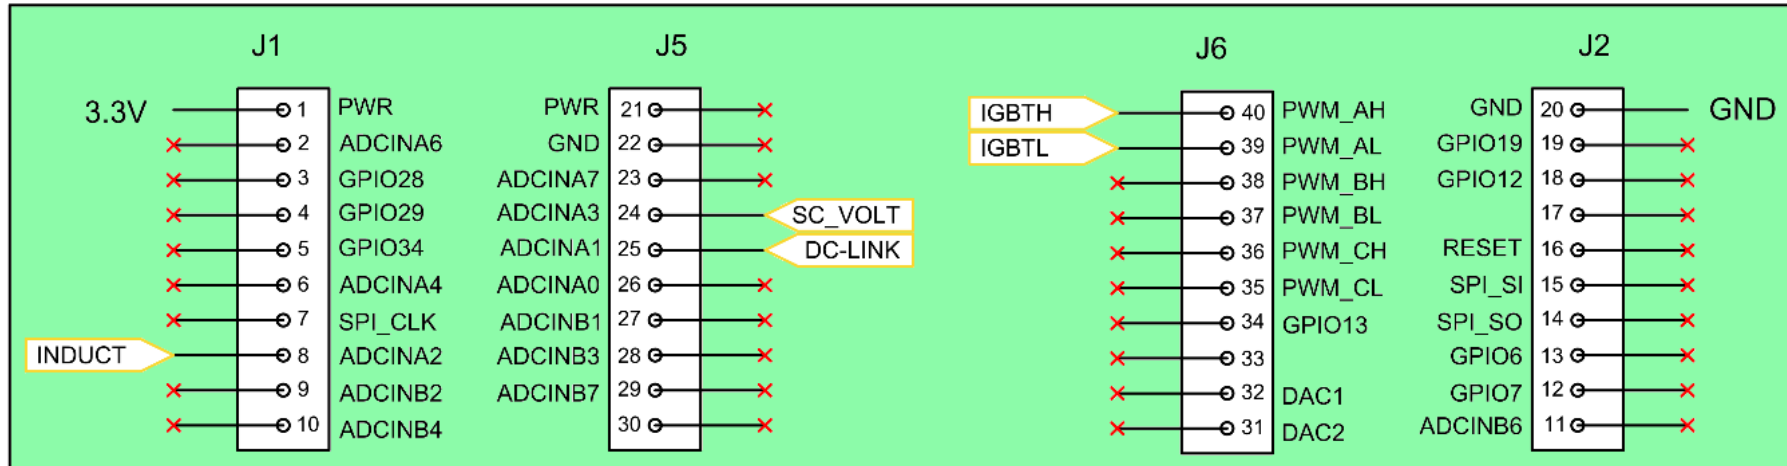 J1 J5 J6 J2
3.3V 1 PWR PWR 21 IGBTH 40 PWM_AH GND 20 GND
2 ADCINA6 GND 22 IGBTL 39 PWM_AL GPIO19 19
3 GPIO28 ADCINA7 23 38 PWM_BH GPIO12 18
4 GPIO29 ADCINA3 24 SC_VOLT 37 PWM_BL 17
5 GPIO34 ADCINA1 25 DC-LINK 36 PWM_CH RESET 16
6 ADCINA4 ADCINA0 26 35 PWM_CL SPI_SI 15
7 SPI_CLK ADCINB1 27 34 GPIO13 SPI_SO 14
INDUCT 8 ADCINA2 ADCINB3 28 33 GPIO6 13
9 ADCINB2 ADCINB7 29 32 DAC1 GPIO7 12
10 ADCINB4 30 31 DAC2 ADCINB6 11